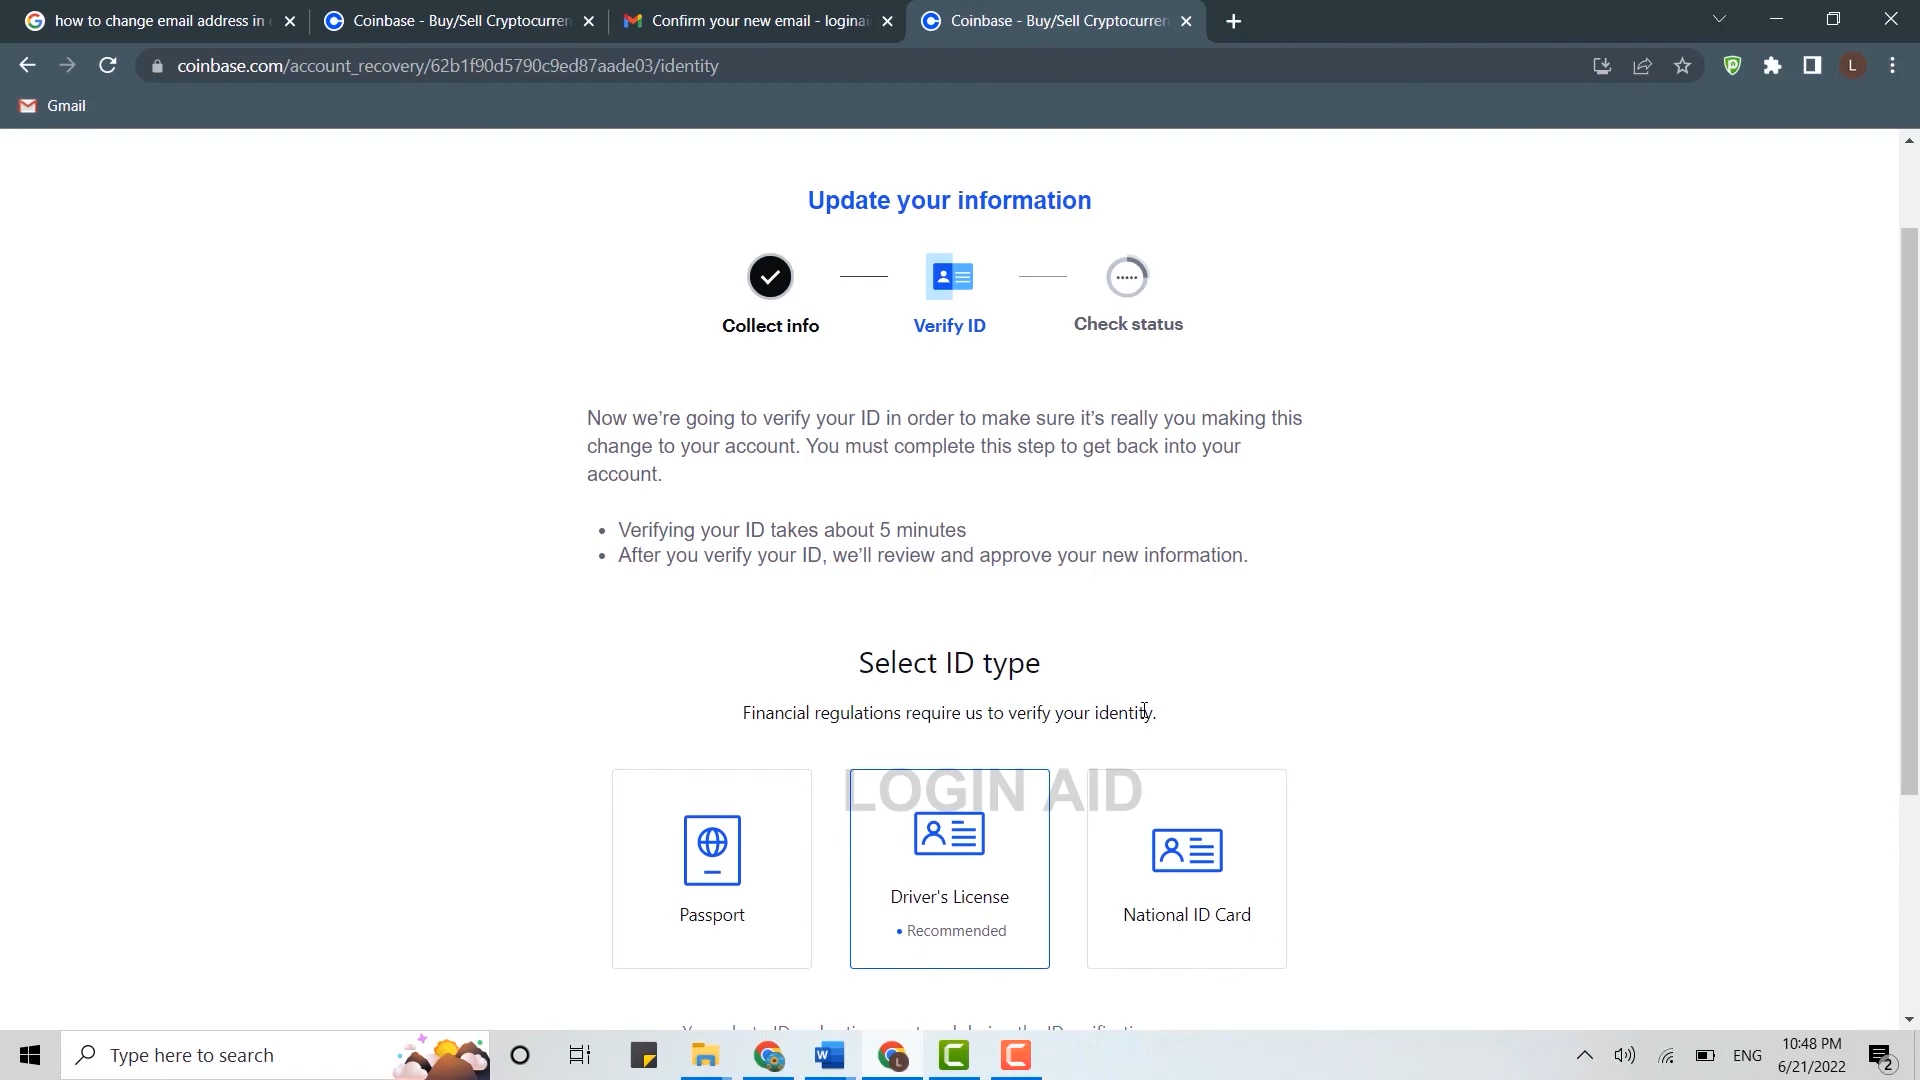 how to change email address in
Coinbase - Buy/Sell Cryptocurren
Confirm your new email - loginai
Coinbase - Buy/Sell Cryptocurren
coinbase.com/account_recovery/62b1f90d5790c9ed87aade03/identity
L
Gmail
Update your information
Collect info
Verify ID
Check status
Now we’re going to verify your ID in order to make sure it’s really you making this
change to your account. You must complete this step to get back into your
account.
• Verifying your ID takes about 5 minutes
• After you verify your ID, we’ll review and approve your new information.
Select ID type
Financial regulations require us to verify your identity.
LOGIN AID
Passport
Driver's License
• Recommended
National ID Card
Type here to search
ENG
10:48 PM
6/21/2022
2